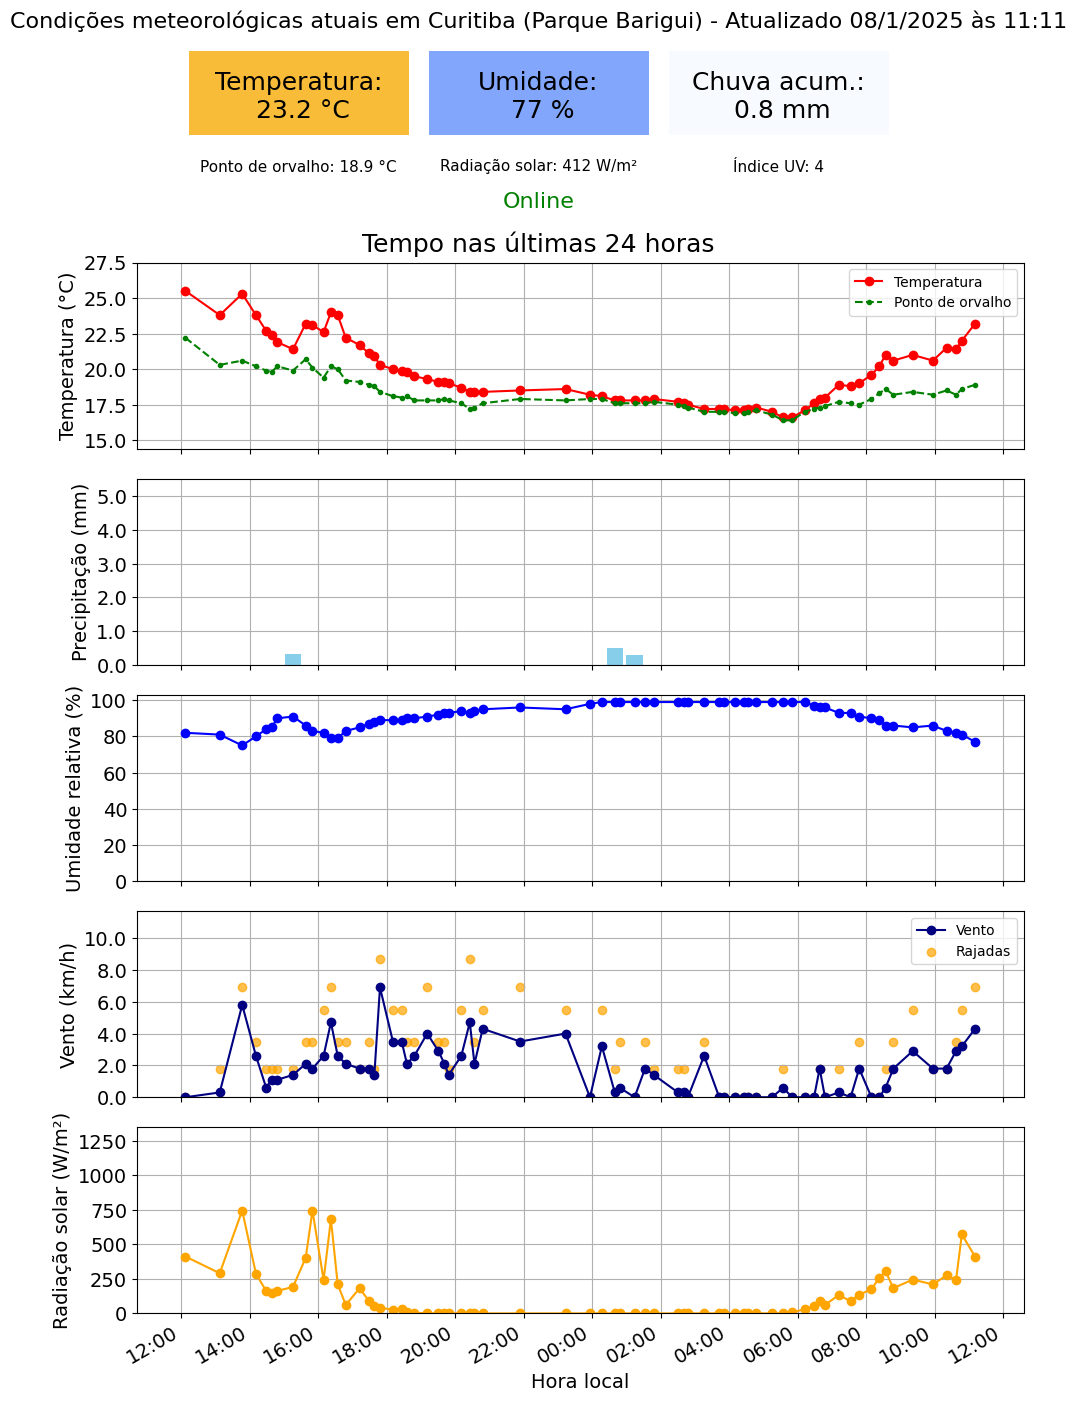 Condições meteorológicas atuais em Curitiba (Parque Barigui) - Atualizado 08/1/2025 às 11:11
Temperatura:
23.2 °C
Umidade:
77 %
Chuva acum.:
0.8 mm
Ponto de orvalho: 18.9 °C
Radiação solar: 412 W/m²
Índice UV: 4
Online
Tempo nas últimas 24 horas
Temperatura (°C)
27.5
25.0
22.5
20.0
17.5
15.0
Temperatura
Ponto de orvalho
Precipitação (mm)
5.0
4.0
3.0
2.0
1.0
0.0
Umidade relativa (%)
100
80
60
40
20
0
Vento (km/h)
10.0
8.0
6.0
4.0
2.0
0.0
Vento
Rajadas
Radiação solar (W/m²)
1250
1000
750
500
250
0
12:00
14:00
16:00
18:00
20:00
22:00
00:00
02:00
04:00
06:00
08:00
10:00
12:00
Hora local